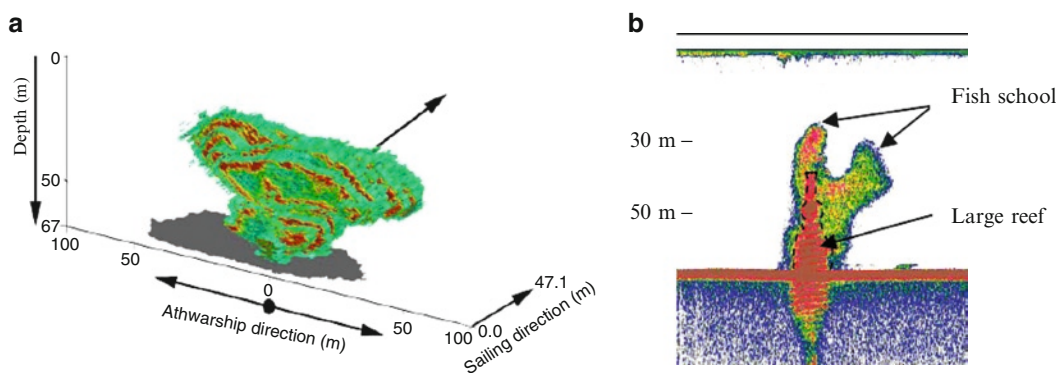 a
Depth (m)
0
50
67
100
50
0
50
100
Athwarship direction (m)
0.0
47.1
Sailing direction (m)
b
Fish school
30 m –
50 m –
Large reef